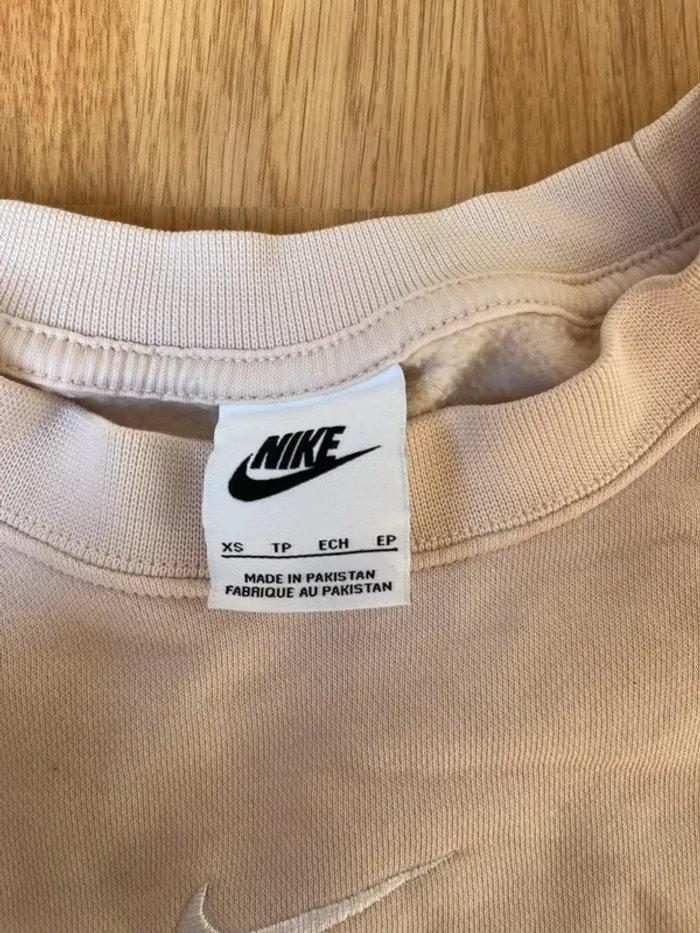 NIKE
XS TP ECH EP
MADE IN PAKISTAN
FABRIQUE AU PAKISTAN